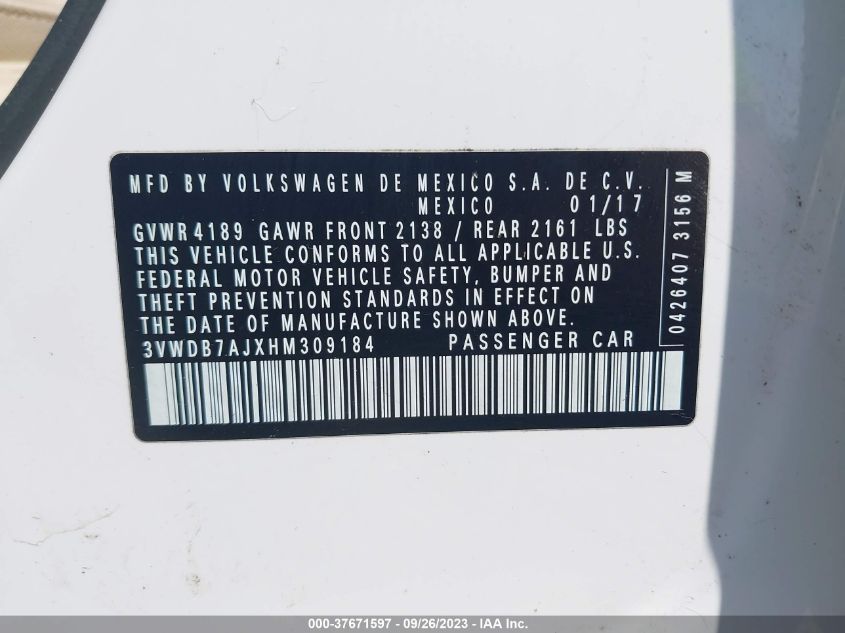 MFD BY VOLKSWAGEN DE MEXICO S.A. DE C.V.
MEXICO 01/17
GVWR 4189 GAWR FRONT 2138 / REAR 2161 LBS
THIS VEHICLE CONFORMS TO ALL APPLICABLE U.S.
FEDERAL MOTOR VEHICLE SAFETY, BUMPER AND
THEFT PREVENTION STANDARDS IN EFFECT ON
THE DATE OF MANUFACTURE SHOWN ABOVE.
3VWDB7AJXHM309184 PASSENGER CAR
0426407 3156 M
000-37671597 - 09/26/2023 - IAA Inc.